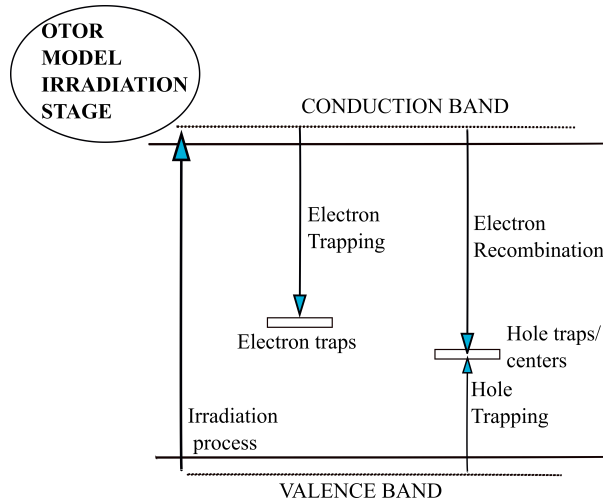 OTOR
MODEL
IRRADIATION
STAGE
CONDUCTION BAND
Electron
Trapping
Electron
Recombination
Electron traps
Hole traps/
centers
Hole
Trapping
Irradiation
process
VALENCE BAND